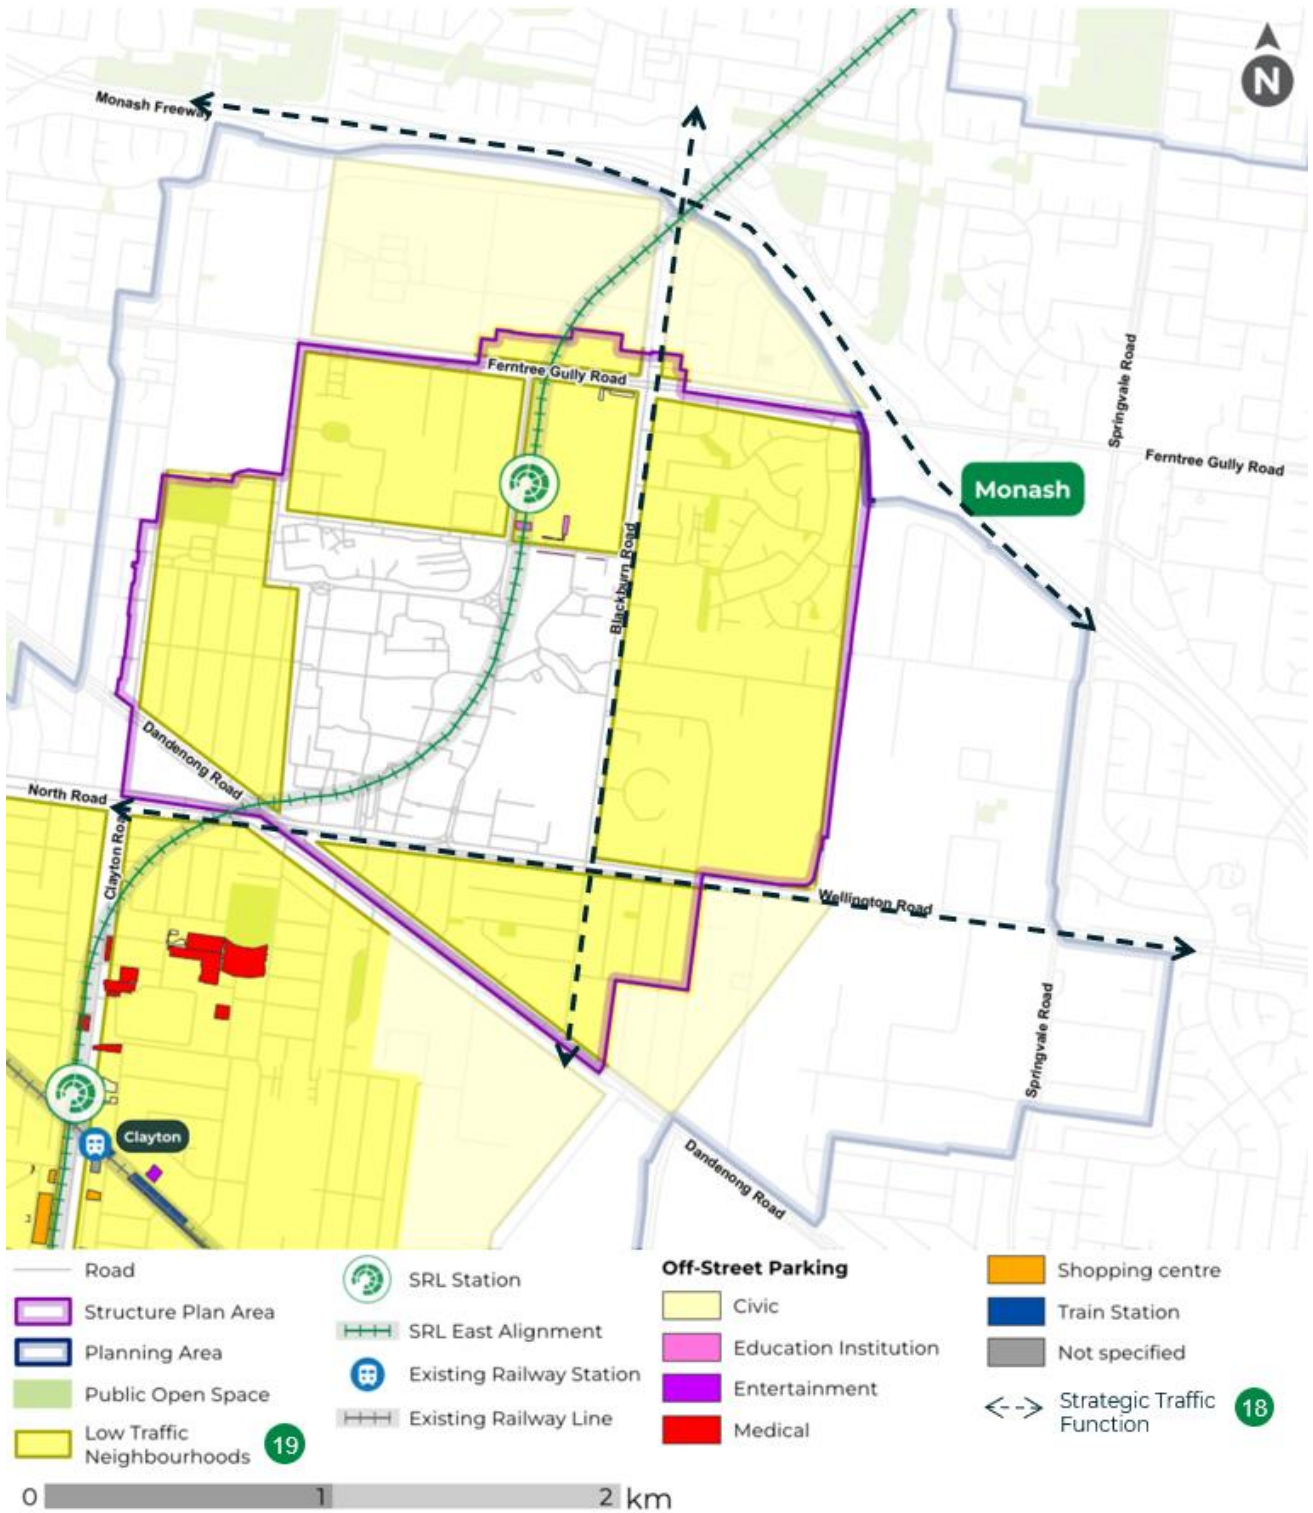 N
Monash Freeway
Springvale Road
Ferntree Gully Road
Ferntree Gully Road
Monash
Blackburn Road
Dandenong Road
North Road
Clayton Roa
Wellington Road
Springvale Road
Clayton
Dandenong Road
Road
Structure Plan Area
Planning Area
Public Open Space
Low Traffic
Neighbourhoods
19
SRL Station
SRL East Alignment
Existing Railway Station
Existing Railway Line
Off-Street Parking
Civic
Education Institution
Entertainment
Medical
Shopping centre
Train Station
Not specified
Strategic Traffic
Function
18
0 1 2 km